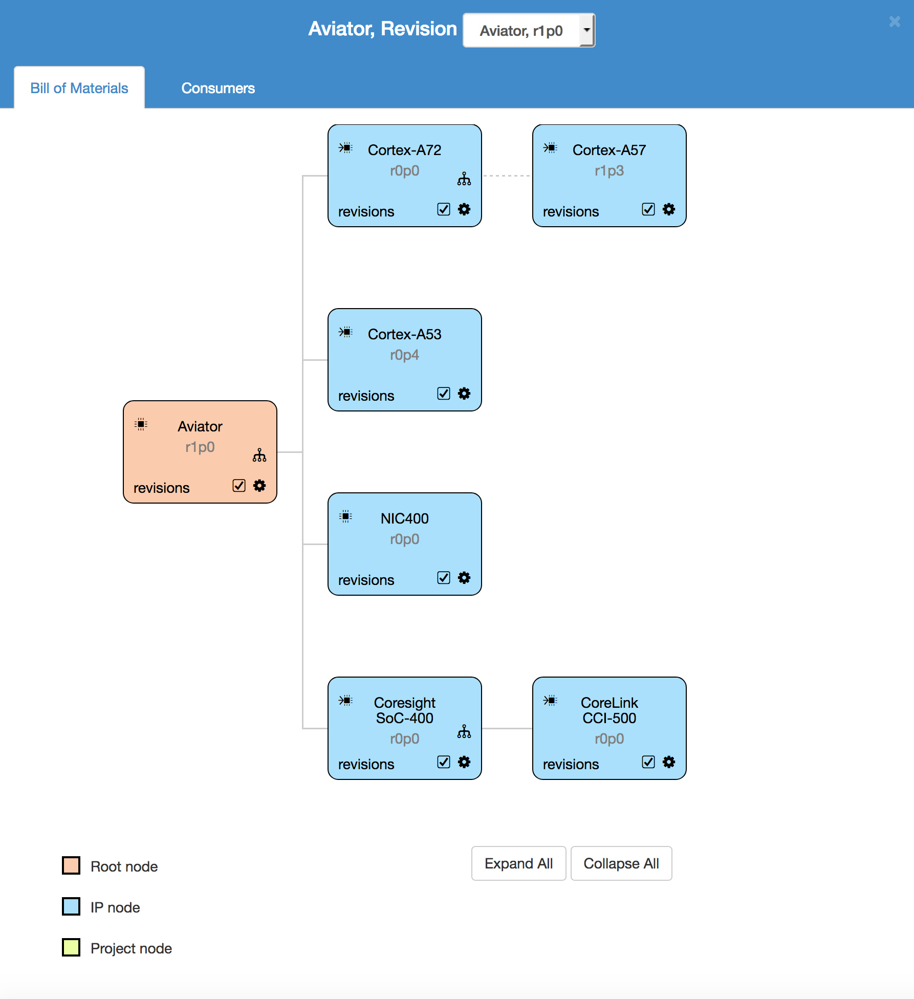 Aviator, Revision
Aviator, r1p0
Bill of Materials
Consumers
Cortex-A72
r0p0
revisions
Cortex-A57
r1p3
revisions
Cortex-A53
r0p4
revisions
Aviator
r1p0
revisions
NIC400
r0p0
revisions
Coresight
SoC-400
r0p0
revisions
CoreLink
CCI-500
r0p0
revisions
Root node
IP node
Project node
Expand All
Collapse All